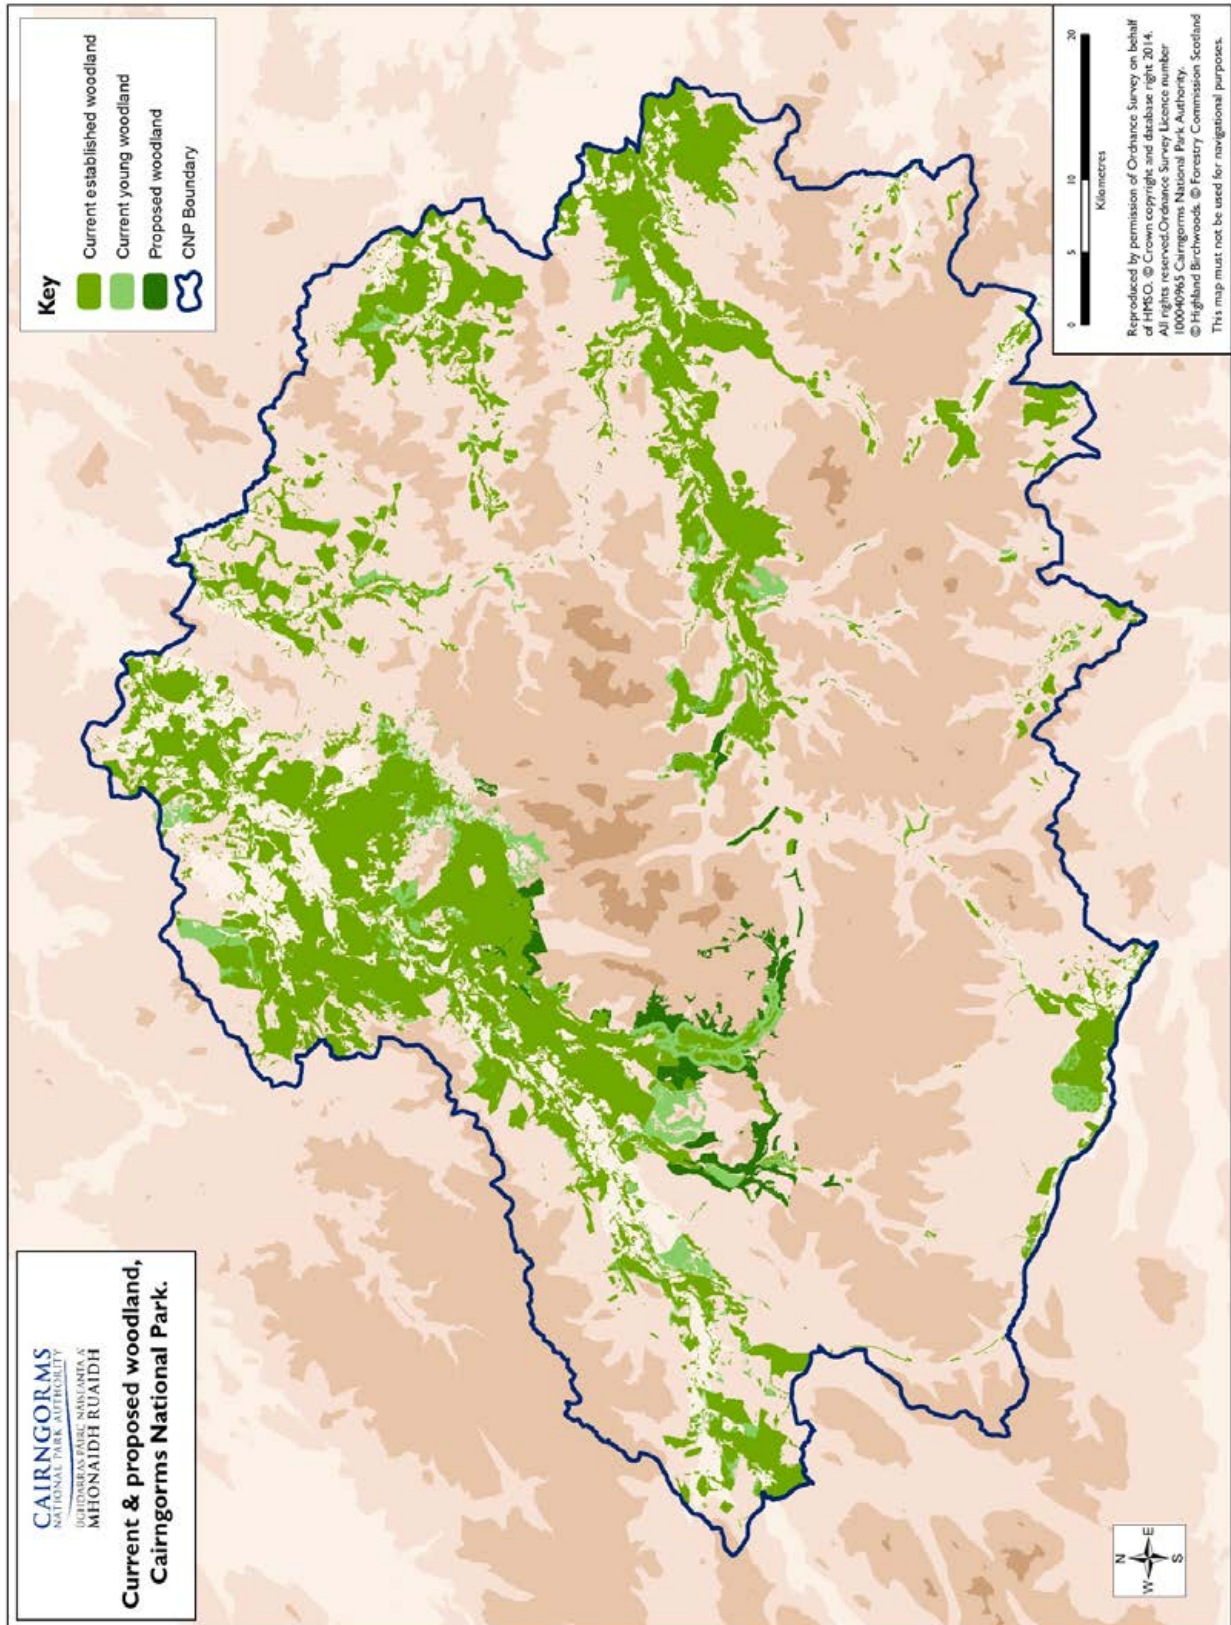 CAIRNGORMS
NATIONAL PARK AUTHORITY
ÙGHDARRAS PÀIRC NÀISEANTA A'
MHONAIDH RUAIDH
Current & proposed woodland,
Cairngorms National Park.
Key
Current established woodland
Current young woodland
Proposed woodland
CNP Boundary
N
W
E
S
0
5
10
20
Kilometres
Reproduced by permission of Ordnance Survey on behalf
of HMSO. © Crown copyright and database right 2014.
All rights reserved.Ordnance Survey Licence number
100040965 Cairngorms National Park Authority.
© Highland Birchwoods. © Forestry Commission Scotland
This map must not be used for navigational purposes.